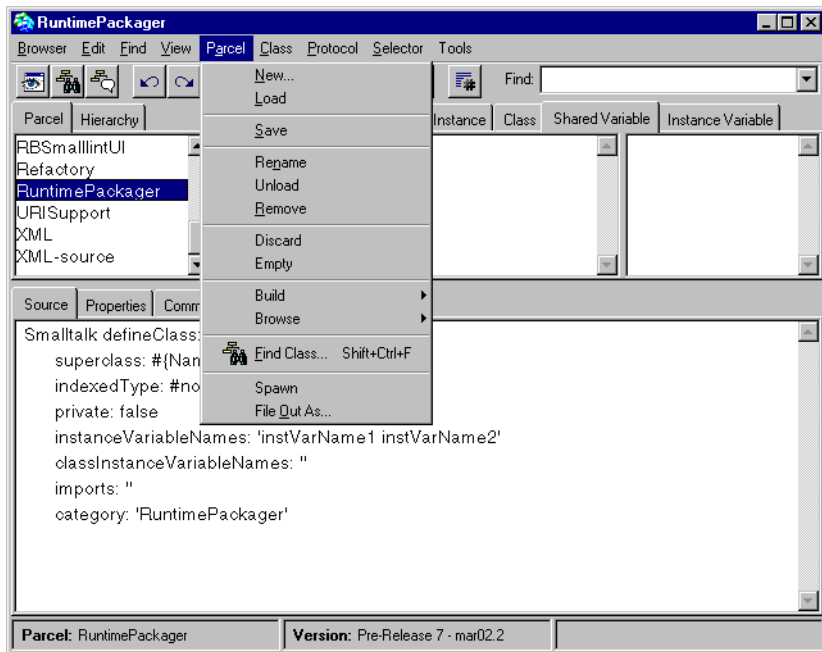 RuntimePackager
Browser Edit Find View Parcel Class Protocol Selector Tools
Find:
Parcel Hierarchy Instance Class Shared Variable Instance Variable
RBSmalllintUI
Refactory
RuntimePackager
URISupport
XML
XML-source
New...
Load
Save
Rename
Unload
Remove
Discard
Empty
Build
Browse
Find Class... Shift+Ctrl+F
Spawn
File Out As...
Source Properties Comm
Smalltalk defineClass:
superclass: #{Nam
indexedType: #no
private: false
instanceVariableNames: 'instVarName1 instVarName2'
classInstanceVariableNames: ''
imports: ''
category: 'RuntimePackager'
Parcel: RuntimePackager Version: Pre-Release 7 - mar02.2